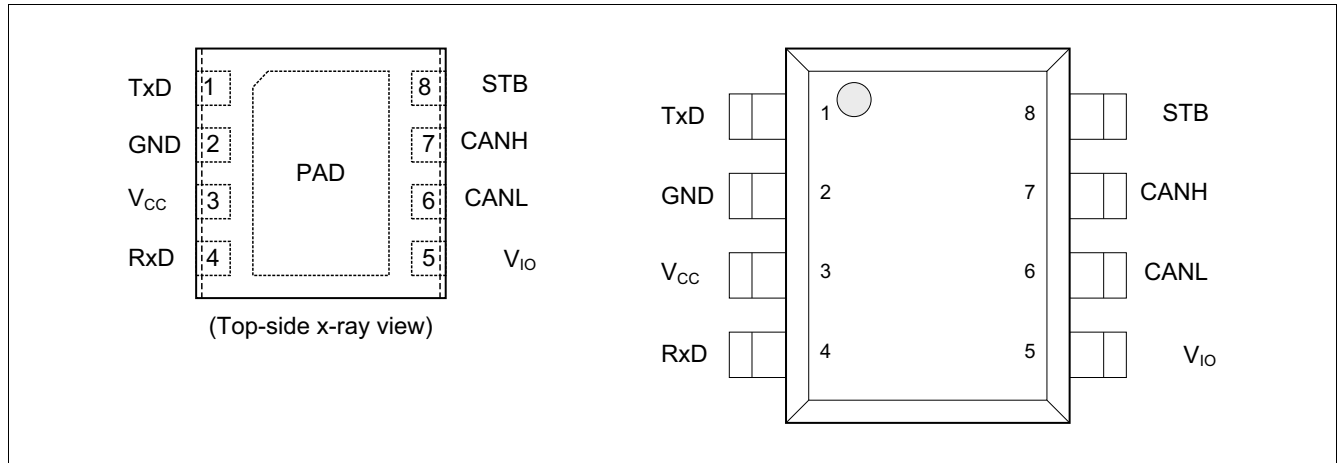 TxD 1 8 STB
GND 2 7 CANH
PAD
VCC 3 6 CANL
RxD 4 5 VIO
(Top-side x-ray view)
TxD 1 8 STB
GND 2 7 CANH
VCC 3 6 CANL
RxD 4 5 VIO